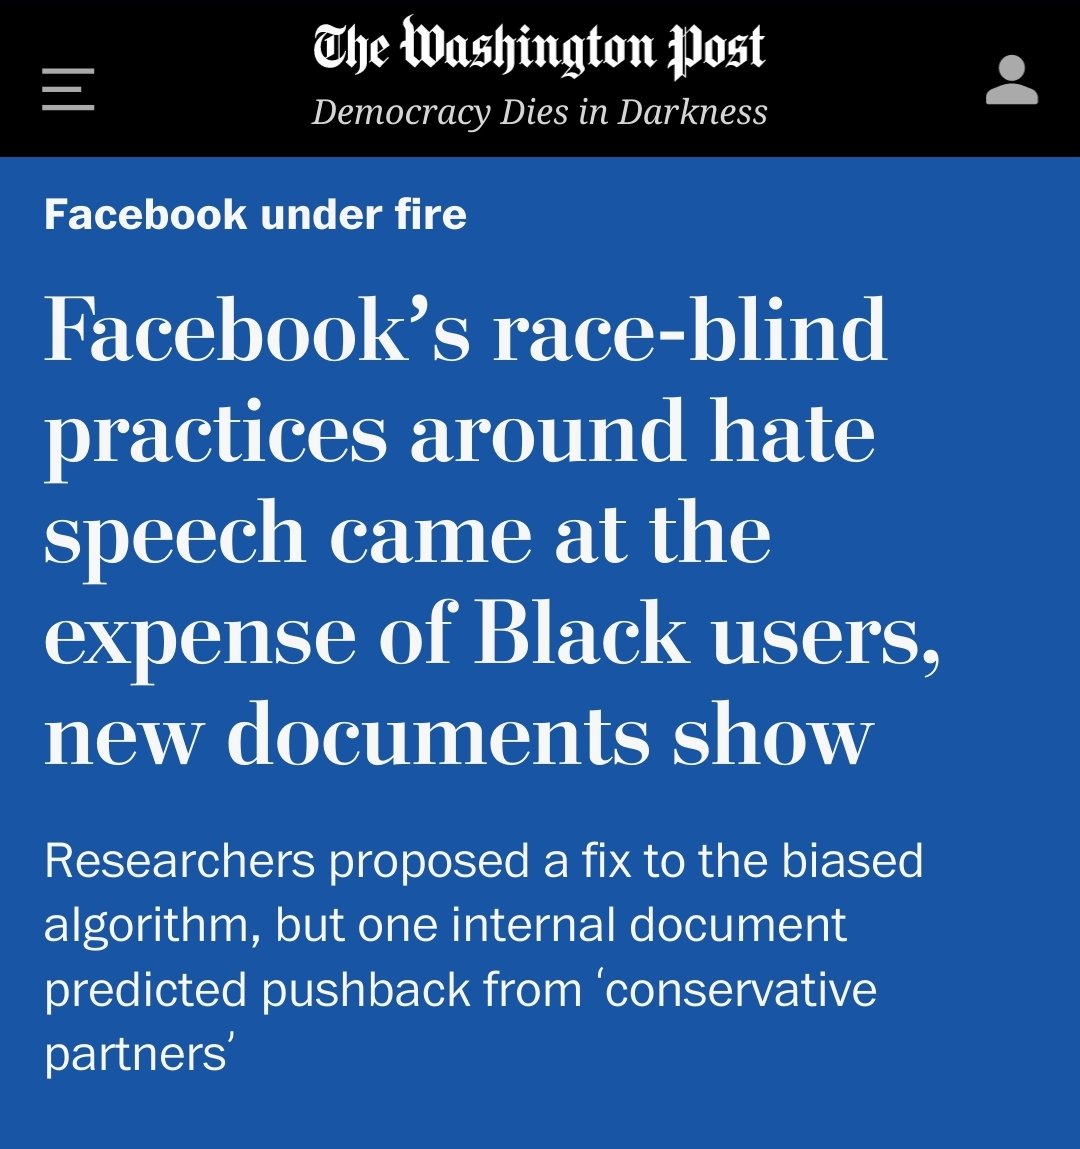 The Washington Post
Democracy Dies in Darkness
Facebook under fire
Facebook’s race-blind
practices around hate
speech came at the
expense of Black users,
new documents show
Researchers proposed a fix to the biased
algorithm, but one internal document
predicted pushback from ‘conservative
partners’